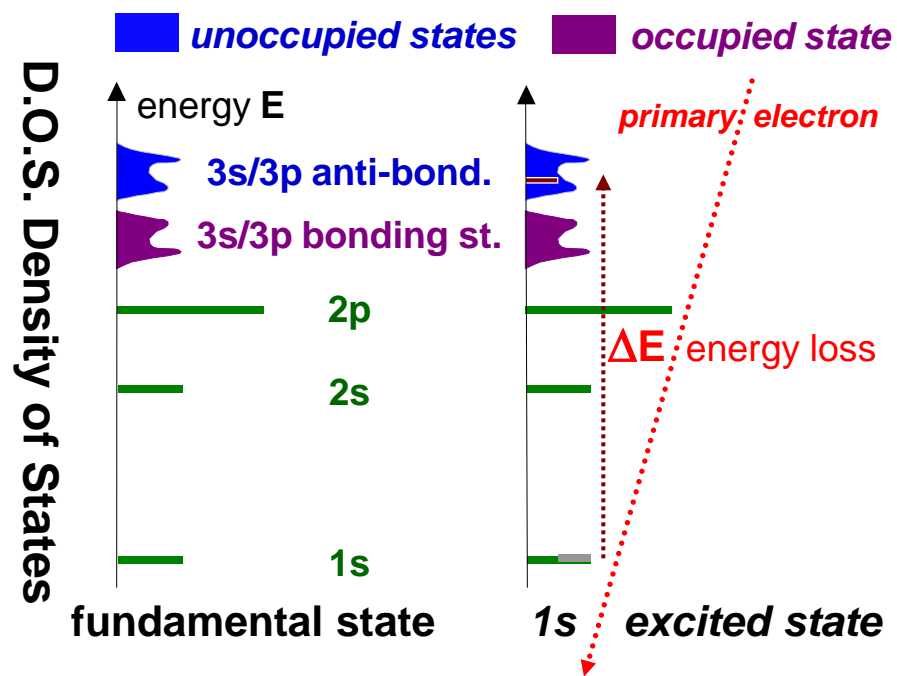 unoccupied states
occupied state
D.O.S. Density of States
energy E
primary electron
3s/3p anti-bond.
3s/3p bonding st.
2p
ΔE energy loss
2s
1s
fundamental state
1s excited state